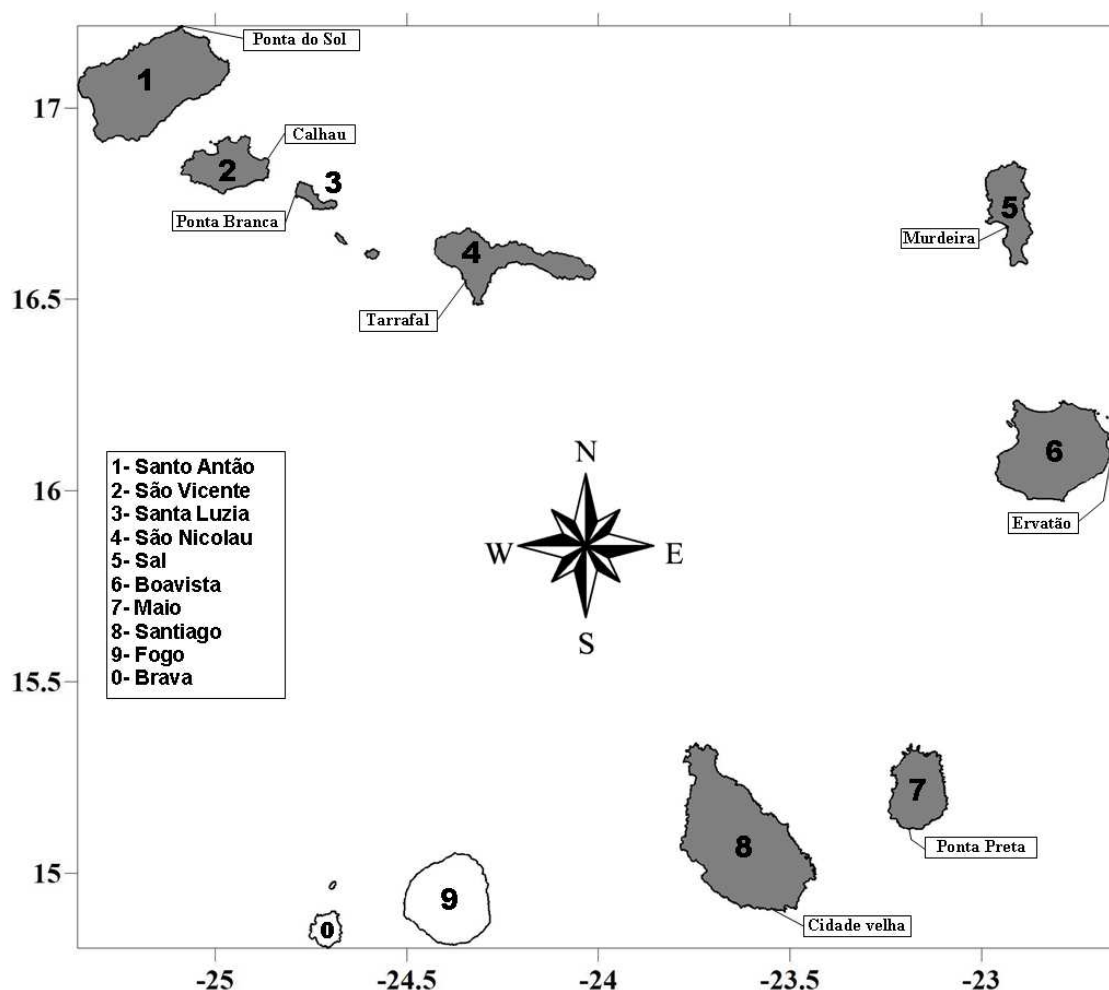 Ponta do Sol
1
17
Calhau
2
3
Ponta Branca
5
Murdeira
4
16.5
Tarrafal
6
1- Santo Antão
2- São Vicente
3- Santa Luzia
4- São Nicolau
5- Sal
6- Boavista
7- Maio
8- Santiago
9- Fogo
0- Brava
N
16
Ervatão
W
E
S
15.5
7
8
Ponta Preta
15
9
0
Cidade velha
-25
-24.5
-24
-23.5
-23